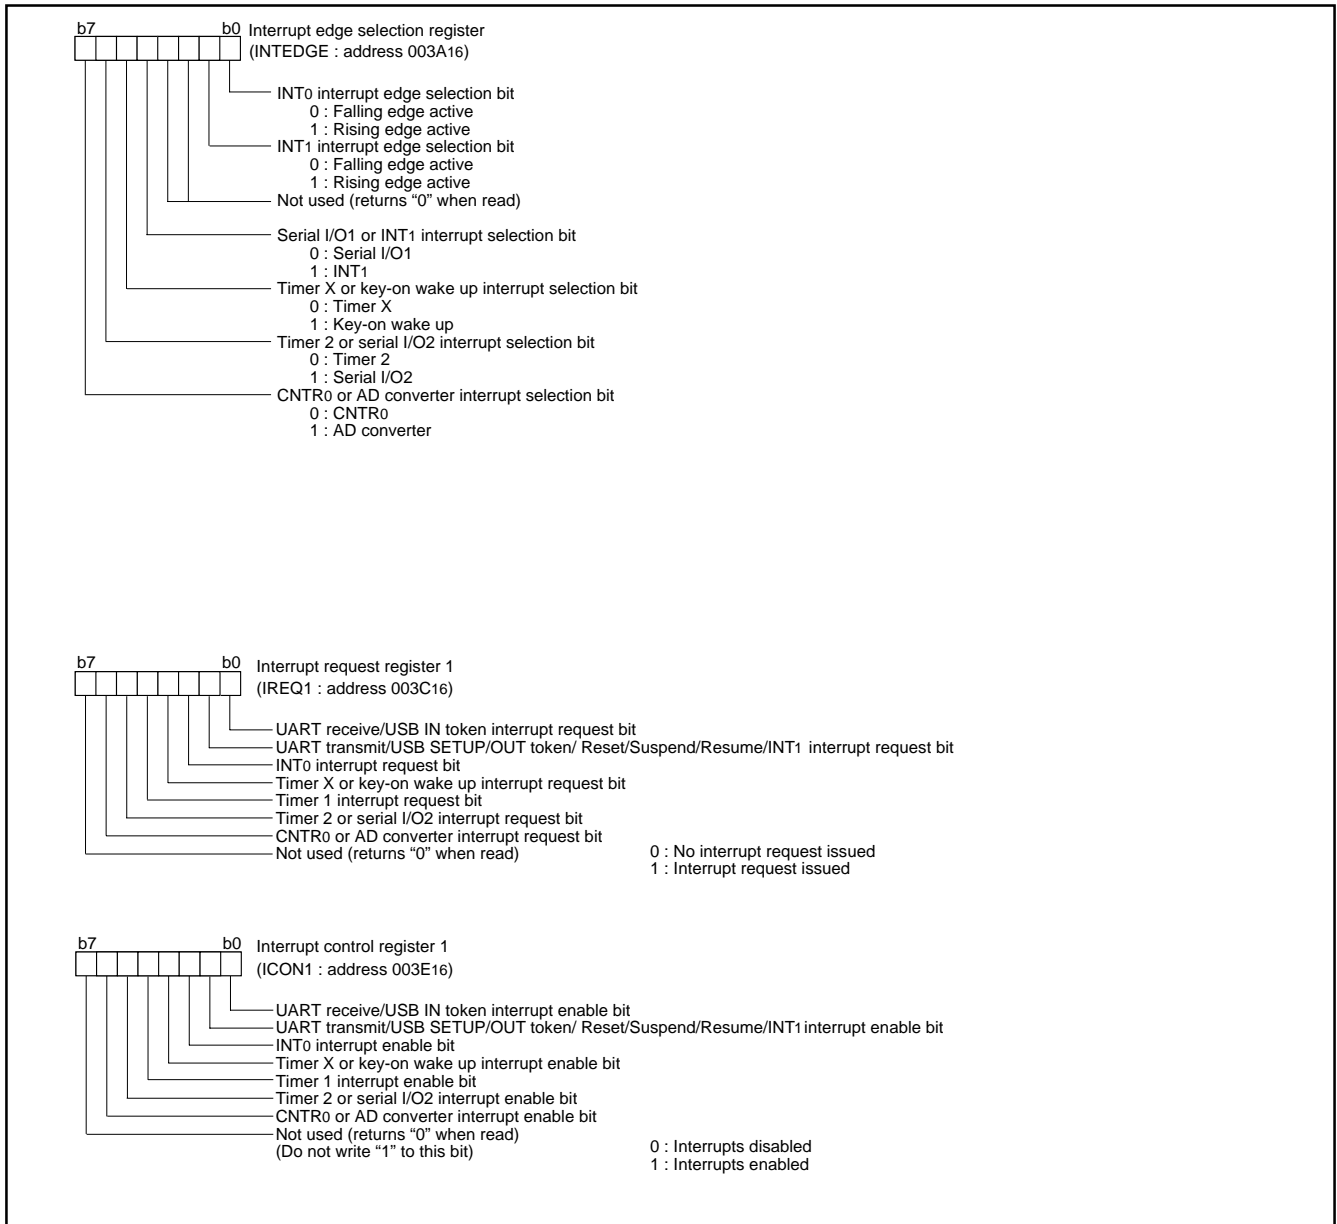 b7 b0 Interrupt edge selection register
(INTEDGE : address 003A16)
INT0 interrupt edge selection bit
0 : Falling edge active
1 : Rising edge active
INT1 interrupt edge selection bit
0 : Falling edge active
1 : Rising edge active
Not used (returns “0” when read)
Serial I/O1 or INT1 interrupt selection bit
0 : Serial I/O1
1 : INT1
Timer X or key-on wake up interrupt selection bit
0 : Timer X
1 : Key-on wake up
Timer 2 or serial I/O2 interrupt selection bit
0 : Timer 2
1 : Serial I/O2
CNTR0 or AD converter interrupt selection bit
0 : CNTR0
1 : AD converter
b7 b0 Interrupt request register 1
(IREQ1 : address 003C16)
UART receive/USB IN token interrupt request bit
UART transmit/USB SETUP/OUT token/ Reset/Suspend/Resume/INT1 interrupt request bit
INT0 interrupt request bit
Timer X or key-on wake up interrupt request bit
Timer 1 interrupt request bit
Timer 2 or serial I/O2 interrupt request bit
CNTR0 or AD converter interrupt request bit
Not used (returns “0” when read)
0 : No interrupt request issued
1 : Interrupt request issued
b7 b0 Interrupt control register 1
(ICON1 : address 003E16)
UART receive/USB IN token interrupt enable bit
UART transmit/USB SETUP/OUT token/ Reset/Suspend/Resume/INT1 interrupt enable bit
INT0 interrupt enable bit
Timer X or key-on wake up interrupt enable bit
Timer 1 interrupt enable bit
Timer 2 or serial I/O2 interrupt enable bit
CNTR0 or AD converter interrupt enable bit
Not used (returns “0” when read)
(Do not write “1” to this bit)
0 : Interrupts disabled
1 : Interrupts enabled